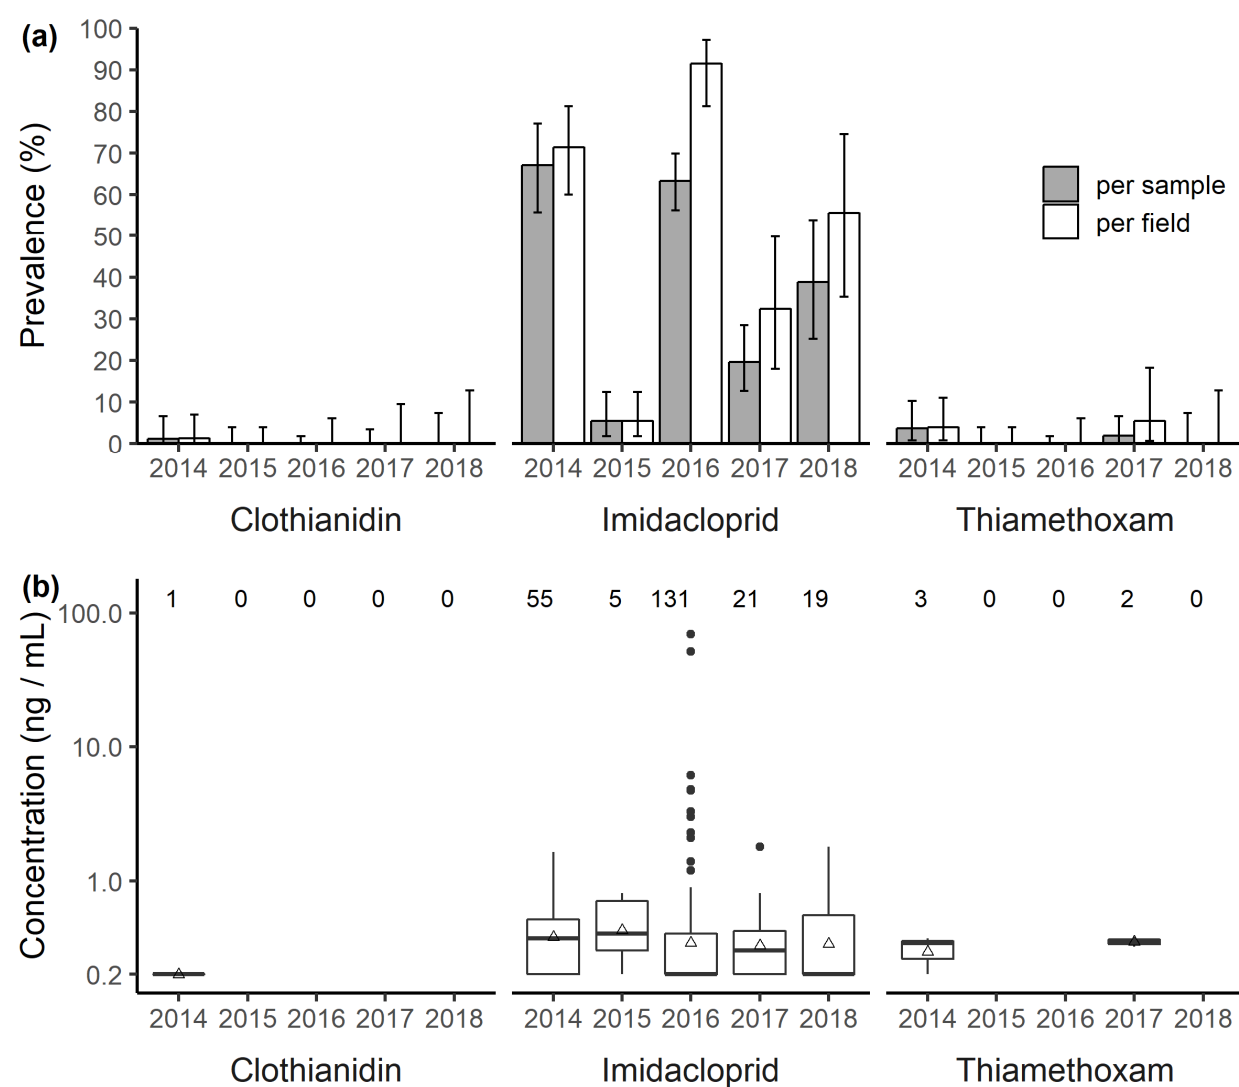 (a)
Prevalence (%)
100
90
80
70
60
50
40
30
20
10
0
per sample
per field
2014 2015 2016 2017 2018 2014 2015 2016 2017 2018 2014 2015 2016 2017 2018
Clothianidin Imidacloprid Thiamethoxam
(b)
Concentration (ng / mL)
1 0 0 0 0 55 5 131 21 19 3 0 0 2 0
100.0
10.0
1.0
0.2
2014 2015 2016 2017 2018 2014 2015 2016 2017 2018 2014 2015 2016 2017 2018
Clothianidin Imidacloprid Thiamethoxam